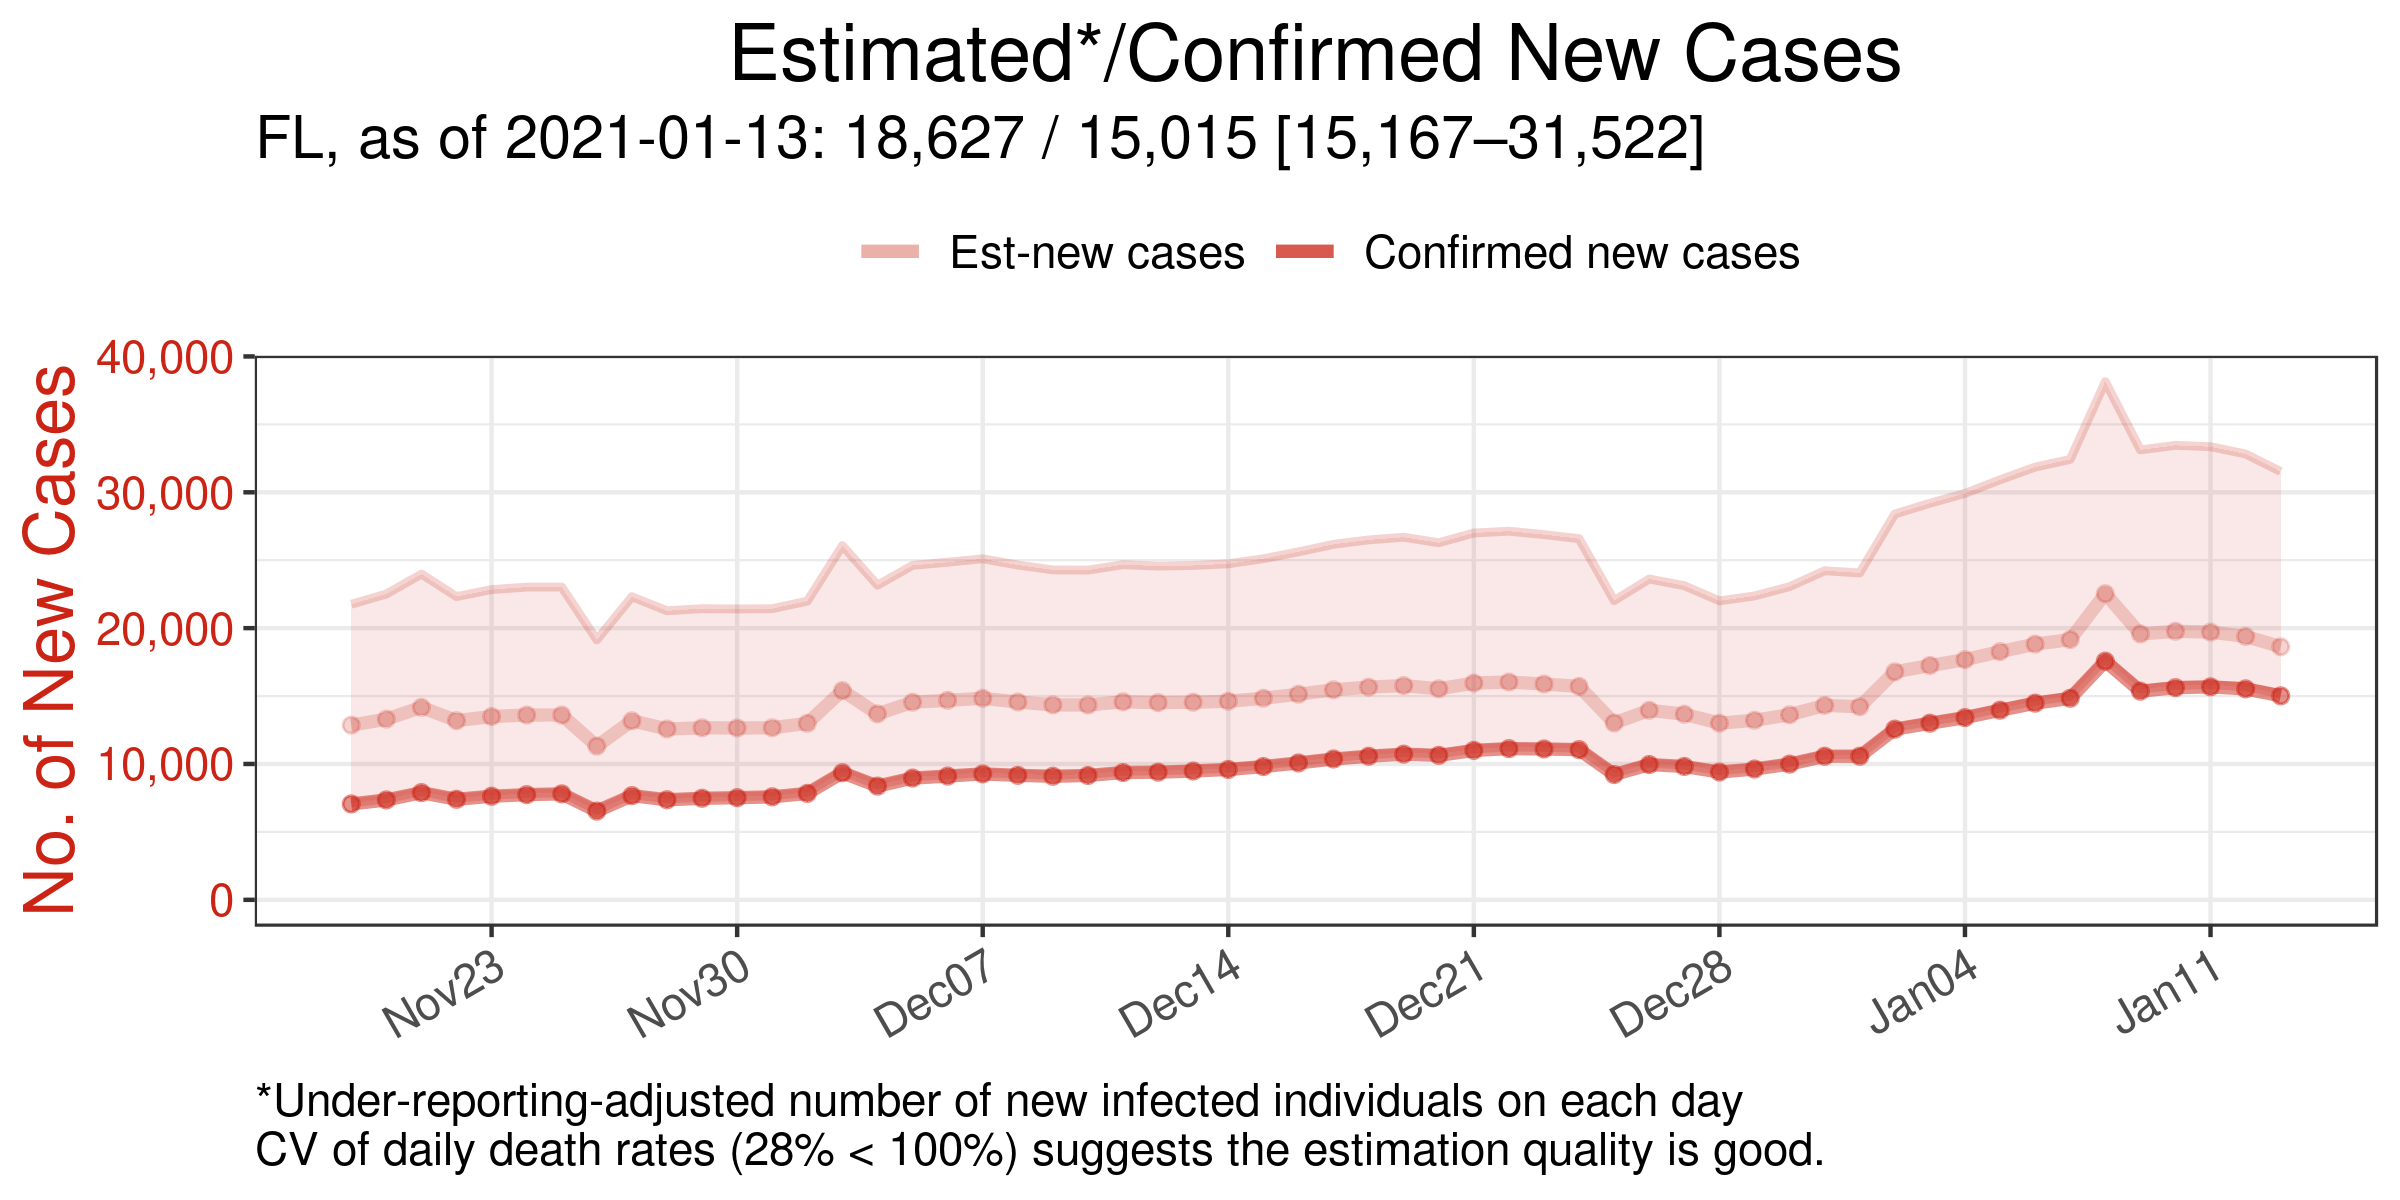 Estimated*/Confirmed New Cases
FL, as of 2021-01-13: 18,627 / 15,015 [15,167–31,522]
Est-new cases
Confirmed new cases
No. of New Cases
40,000
30,000
20,000
10,000
0
Nov23
Nov30
Dec07
Dec14
Dec21
Dec28
Jan04
Jan11
*Under-reporting-adjusted number of new infected individuals on each day
CV of daily death rates (28% < 100%) suggests the estimation quality is good.